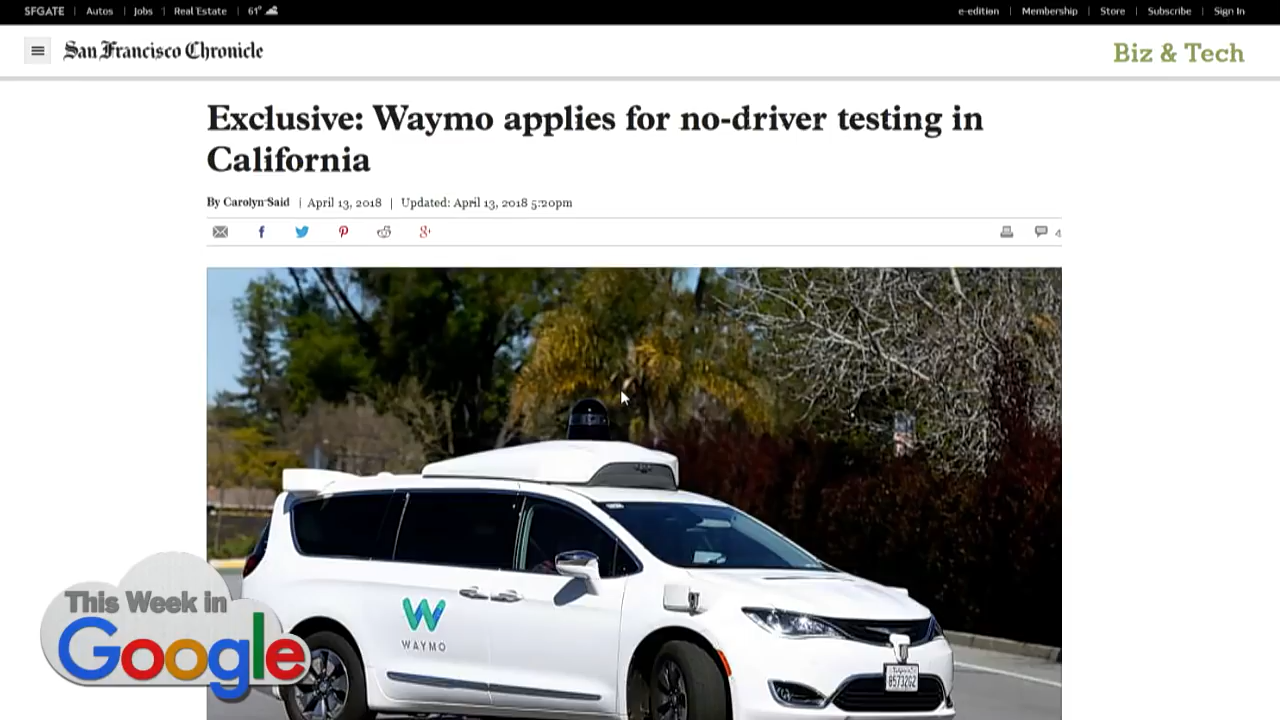 SFGATE | Autos | Jobs | Real Estate | 61°
e-edition | Membership | Store | Subscribe | Sign In
San Francisco Chronicle
Biz & Tech
Exclusive: Waymo applies for no-driver testing in
California
By Carolyn Said | April 13, 2018 | Updated: April 13, 2018 5:20pm
4
W
WAYMO
This Week in
Google